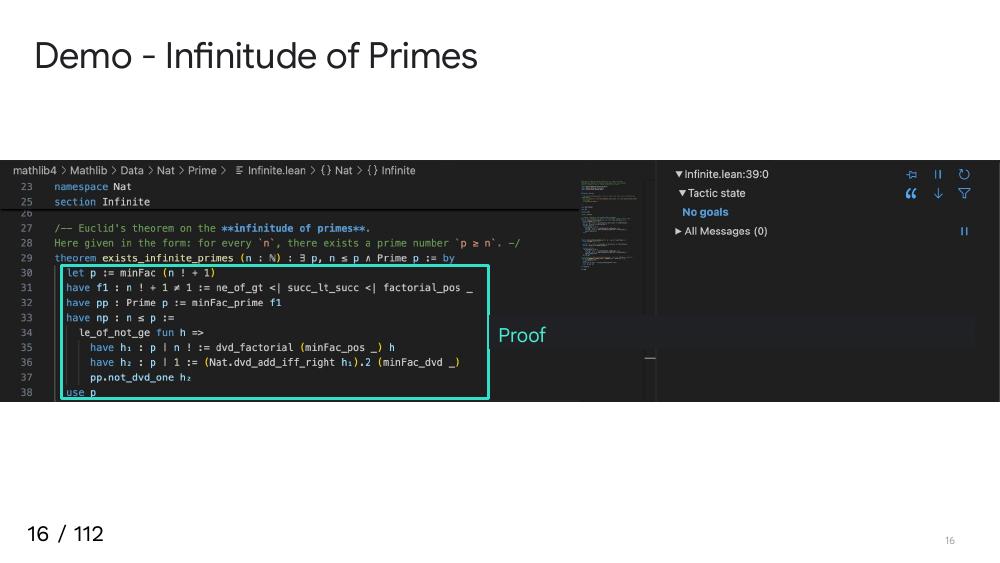 Demo - Infinitude of Primes
mathlib4 > Mathlib > Data > Nat > Prime > Infinite.lean > {} Nat > {} Infinite
23 namespace Nat
25 section Infinite
26
27 /-- Euclid's theorem on the **infinitude of primes**.
28 Here given in the form: for every `n`, there exists a prime number `p ≥ n`. -/
29 theorem exists_infinite_primes (n : ℕ) : ∃ p, n ≤ p ∧ Prime p := by
30 let p := minFac (n ! + 1)
31 have f1 : n ! + 1 ≠ 1 := ne_of_gt <| succ_lt_succ <| factorial_pos _
32 have pp : Prime p := minFac_prime f1
33 have np : n ≤ p :=
34 le_of_not_ge fun h =>
35 have h₁ : p ∣ n ! := dvd_factorial (minFac_pos _) h
36 have h₂ : p ∣ 1 := (Nat.dvd_add_iff_right h₁).2 (minFac_dvd _)
37 pp.not_dvd_one h₂
38 use p
Proof
Infinite.lean:39:0
Tactic state
No goals
All Messages (0)
16 / 112
16